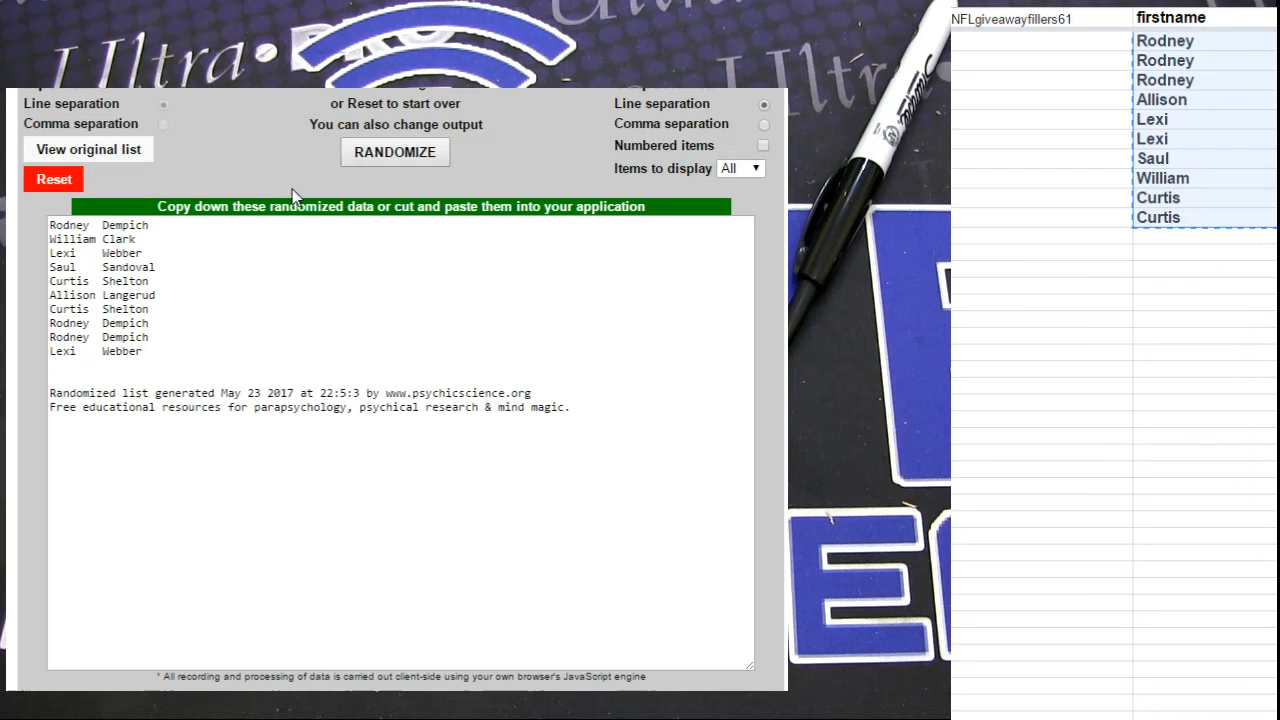 Ultra
Line separation
Comma separation
View original list
Reset
or Reset to start over
You can also change output
RANDOMIZE
Line separation
Comma separation
Numbered items
Items to display All
Copy down these randomized data or cut and paste them into your application
Rodney Dempich
William Clark
Lexi Webber
Saul Sandoval
Curtis Shelton
Allison Langerud
Curtis Shelton
Rodney Dempich
Rodney Dempich
Lexi Webber
Randomized list generated May 23 2017 at 22:5:3 by www.psychicscience.org
Free educational resources for parapsychology, psychical research & mind magic.
* All recording and processing of data is carried out client-side using your own browser's JavaScript engine
NFLgiveawayfillers61
firstname
Rodney
Rodney
Rodney
Allison
Lexi
Lexi
Saul
William
Curtis
Curtis